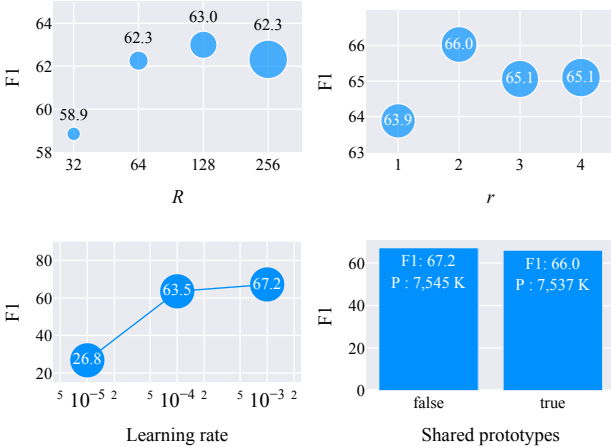 F1
64
62
60
58
58.9
62.3
63.0
62.3
32
64
128
256
R
F1
66
65
64
63
63.9
66.0
65.1
65.1
1
2
3
4
r
F1
80
60
40
20
26.8
63.5
67.2
5 10⁻⁵ 2 5 10⁻⁴ 2 5 10⁻³ 2
Learning rate
F1
60
40
20
0
F1: 67.2
P : 7,545 K
F1: 66.0
P : 7,537 K
false
true
Shared prototypes